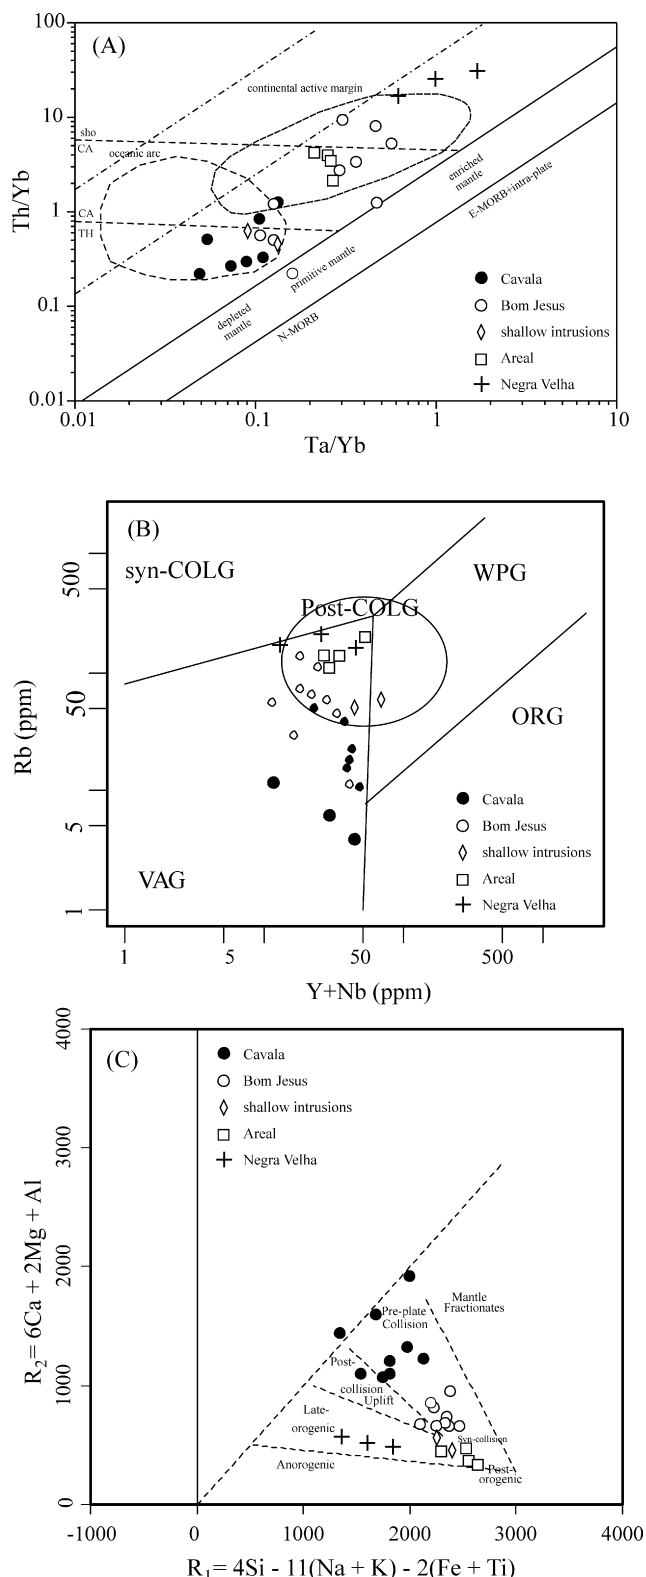 (A)
100
10
1
0.1
0.01
Th/Yb
continental active margin
sho
CA
oceanic arc
CA
TH
enriched
mantle
E-MORB+intra-plate
primitive mantle
depleted
mantle
N-MORB
Cavala
Bom Jesus
shallow intrusions
Areal
Negra Velha
0.01
0.1
1
10
Ta/Yb
(B)
syn-COLG
WPG
Post-COLG
ORG
VAG
500
50
5
1
Rb (ppm)
Cavala
Bom Jesus
shallow intrusions
Areal
Negra Velha
1
5
50
500
Y+Nb (ppm)
(C)
4000
3000
2000
1000
0
R2= 6Ca + 2Mg + Al
Cavala
Bom Jesus
shallow intrusions
Areal
Negra Velha
Mantle
Fractionates
Pre-plate
Collision
Post-
collision
Uplift
Late-
orogenic
Syn-collision
Anorogenic
Post-
orogenic
-1000
0
1000
2000
3000
4000
R1= 4Si - 11(Na + K) - 2(Fe + Ti)